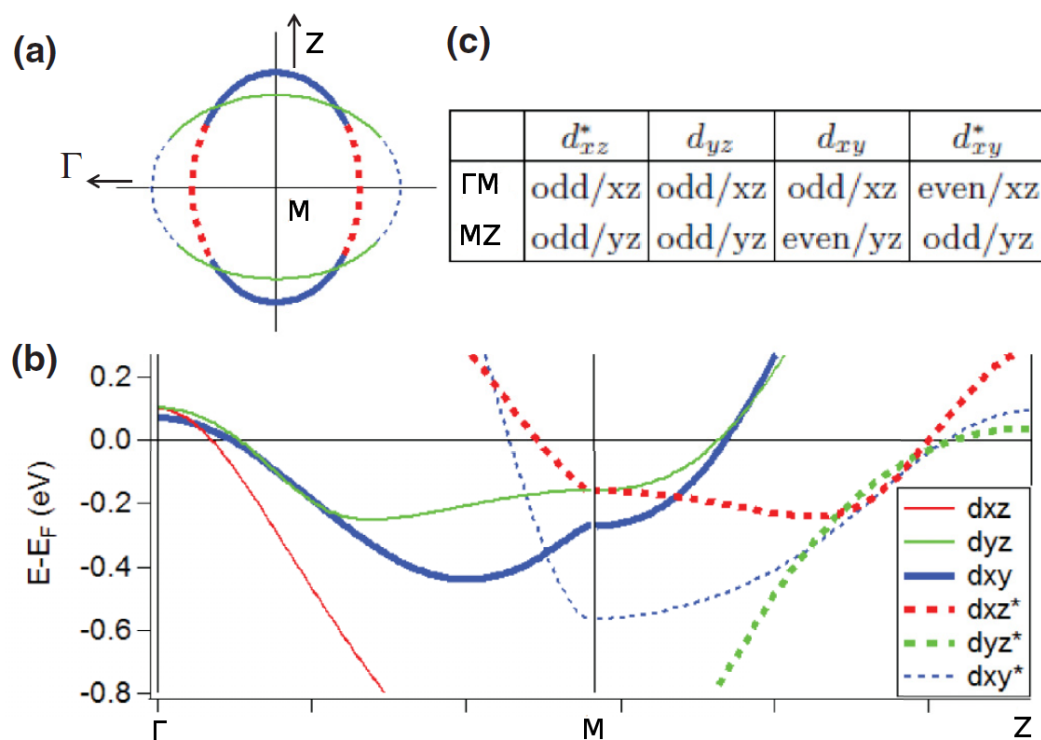 (a)
Z
Γ
M
(c)
d*xz dyz dxy d*xy
ΓM odd/xz odd/xz odd/xz even/xz
MZ odd/yz odd/yz even/yz odd/yz
(b)
E-EF (eV)
0.2
0.0
-0.2
-0.4
-0.6
-0.8
dxz
dyz
dxy
dxz*
dyz*
dxy*
Γ M Z